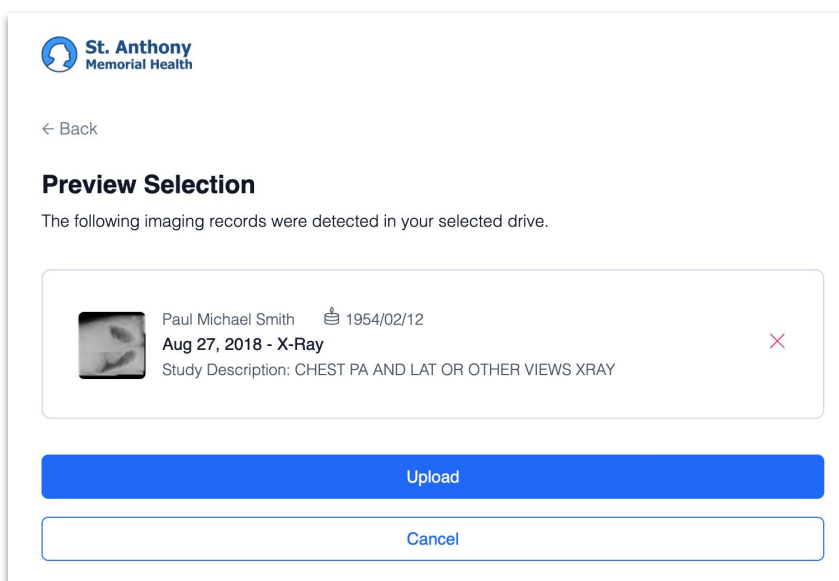 St. Anthony
Memorial Health
← Back
Preview Selection
The following imaging records were detected in your selected drive.
Paul Michael Smith 1954/02/12
Aug 27, 2018 - X-Ray
Study Description: CHEST PA AND LAT OR OTHER VIEWS XRAY
Upload
Cancel